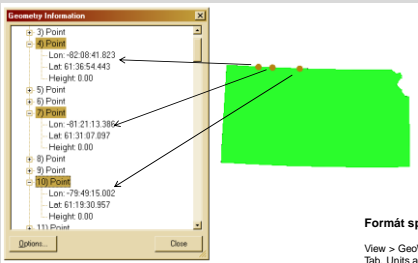 Geometry Information
3) Point
4) Point
Lon: -82:08:41.823
Lat: 61:36:54.443
Height: 0.00
5) Point
6) Point
7) Point
Lon: -81:21:13.386
Lat: 61:31:07.097
Height: 0.00
8) Point
9) Point
10) Point
Lon: -79:49:15.002
Lat: 61:19:30.957
Height: 0.00
11) Point
Options...
Close
Formát sp
View > Geo
Tab, Units a